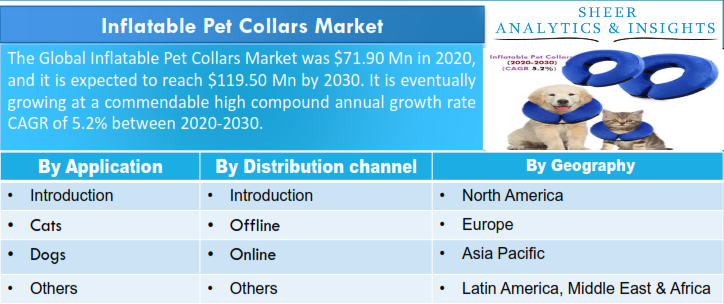 Inflatable Pet Collars Market
SHEER
ANALYTICS & INSIGHTS
The Global Inflatable Pet Collars Market was $71.90 Mn in 2020,
and it is expected to reach $119.50 Mn by 2030. It is eventually
growing at a commendable high compound annual growth rate
CAGR of 5.2% between 2020-2030.
Inflatable Pet Collars
(2020-2030)
(CAGR 5.2%)
By Application
By Distribution channel
By Geography
• Introduction
• Introduction
• North America
• Cats
• Offline
• Europe
• Dogs
• Online
• Asia Pacific
• Others
• Others
• Latin America, Middle East & Africa